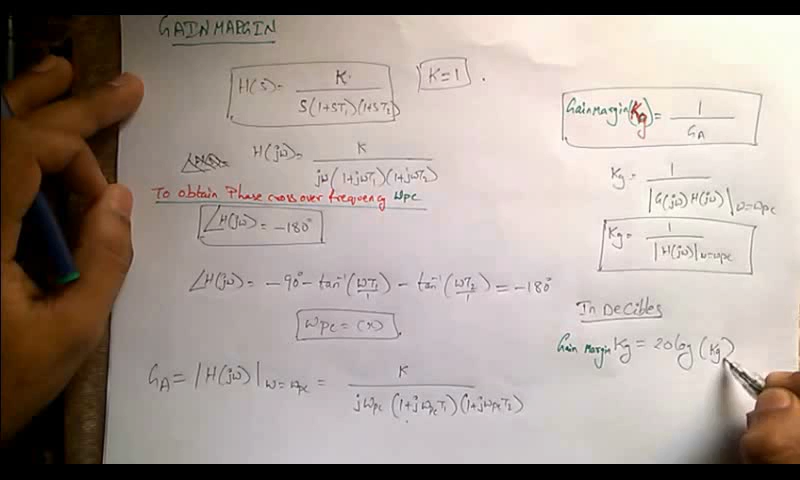 GAIN MARGIN
H(s) = K / S(1+ST₁)(1+ST₂)
K=1 .
H(jω) = K / jω(1+jωT₁)(1+jωT₂)
To obtain Phase crossover frequency ωpc
∠H(jω) = -180°
∠H(jω) = -90° - tan⁻¹(ωT₁/1) - tan⁻¹(ωT₂/1) = -180°
ωpc = (x)
GA = |H(jω)|ω=ωpc = K / jωpc (1+jωpcT₁)(1+jωpcT₂)
Gain Margin(Kg) = 1 / GA
Kg = 1 / |G(jω)H(jω)|ω=ωpc
Kg = 1 / |H(jω)|ω=ωpc
In Decibles
Gain Margin Kg = 20log(Kg)